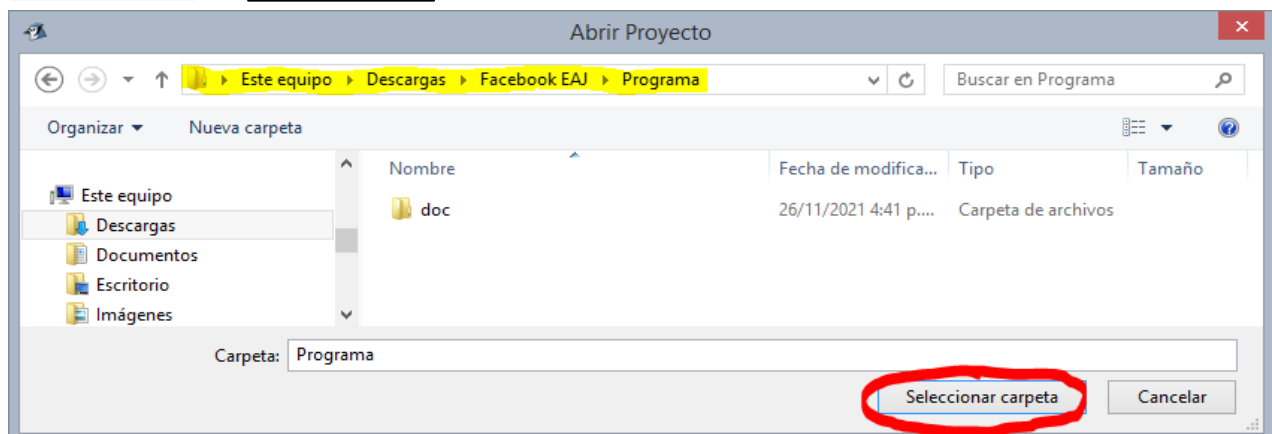 Abrir Proyecto
Este equipo Descargas Facebook EAJ Programa Buscar en Programa
Organizar Nueva carpeta
Nombre Fecha de modifica... Tipo Tamaño
Este equipo
doc 26/11/2021 4:41 p.... Carpeta de archivos
Descargas
Documentos
Escritorio
Imágenes
Carpeta: Programa
Seleccionar carpeta Cancelar